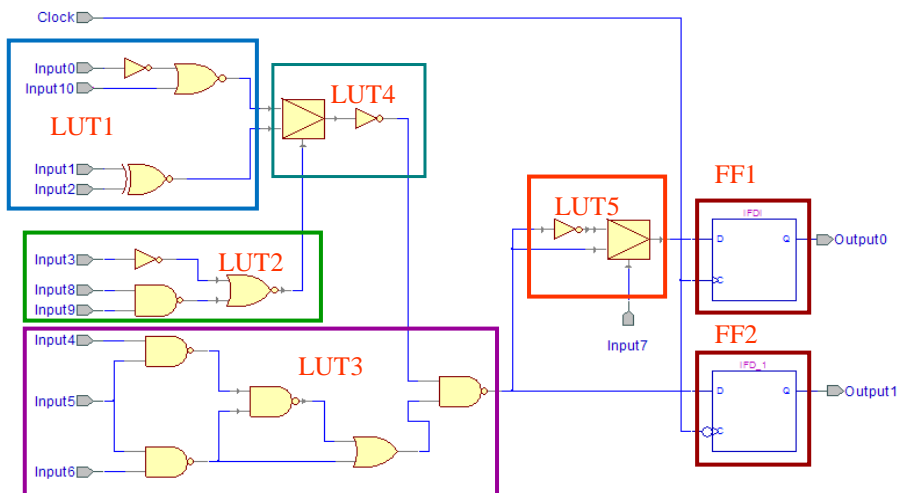 Clock
Input0
Input10
LUT1
Input1
Input2
LUT4
Input3
LUT2
Input8
Input9
Input4
LUT3
Input5
Input6
LUT5
Input7
FF1
IFDI
D
Q
C
Output0
FF2
IFD_1
D
Q
C
Output1